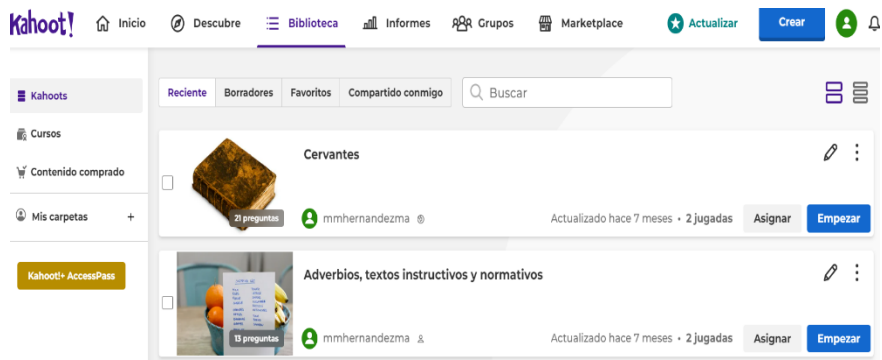 Kahoot!
Inicio
Descubre
Biblioteca
Informes
Grupos
Marketplace
Actualizar
Crear
Kahoots
Cursos
Contenido comprado
Mis carpetas +
Kahoot!+ AccessPass
Reciente Borradores Favoritos Compartido conmigo
Buscar
Cervantes
21 preguntas
mmhernandezma
Actualizado hace 7 meses • 2 jugadas
Asignar
Empezar
Adverbios, textos instructivos y normativos
13 preguntas
mmhernandezma
Actualizado hace 7 meses • 2 jugadas
Asignar
Empezar